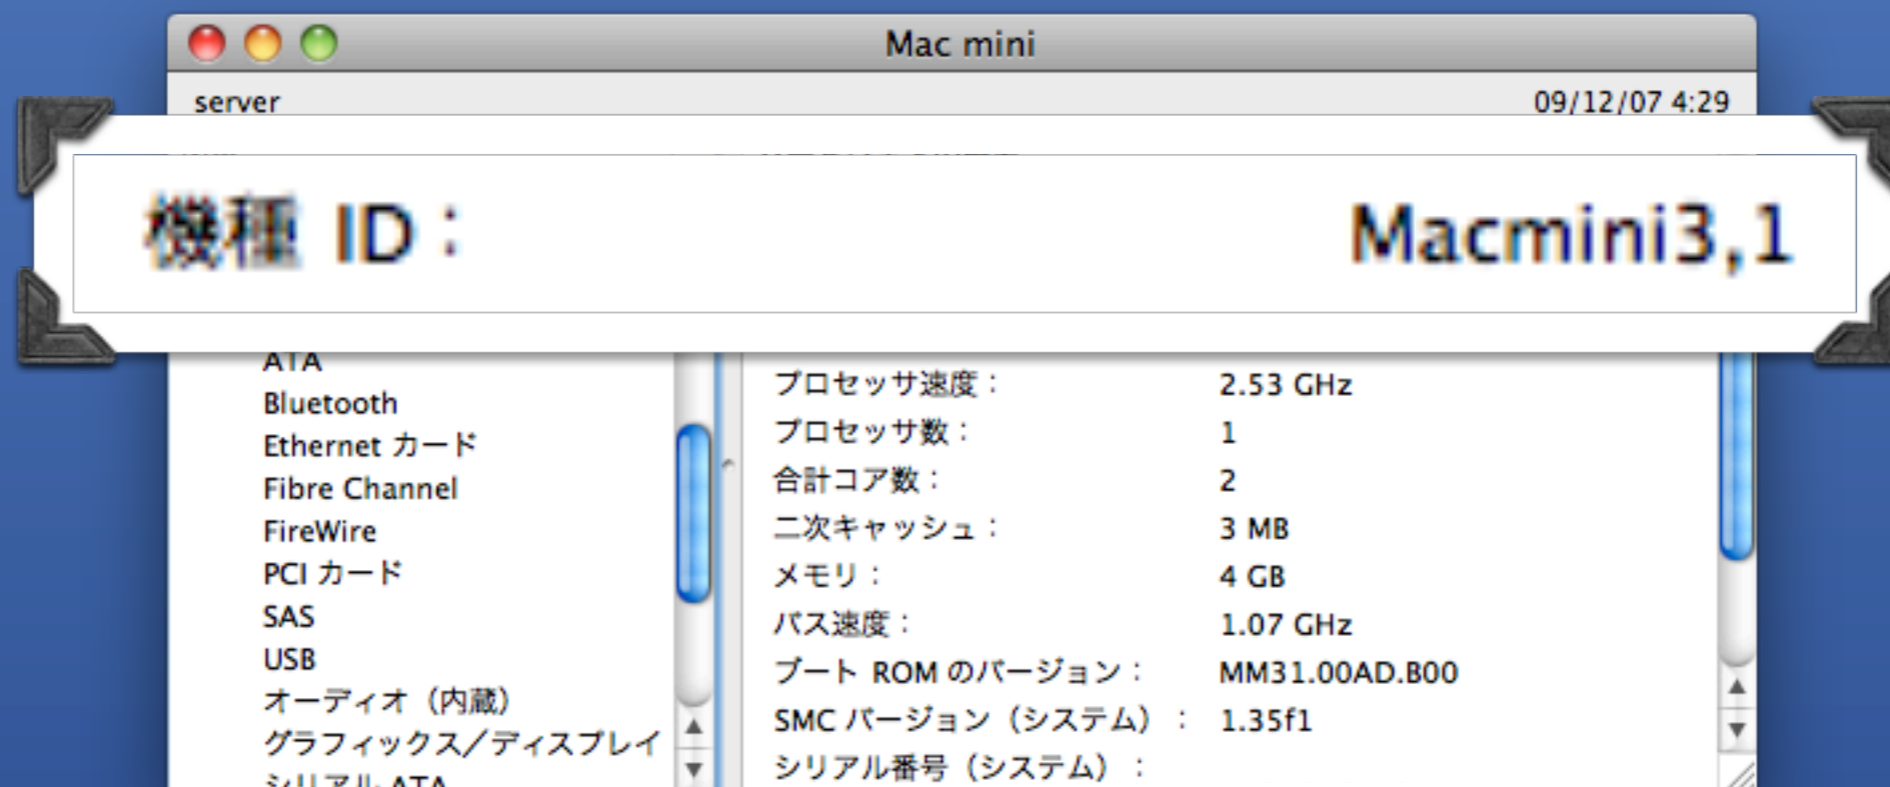 Mac mini
server
09/12/07 4:29
機種 ID：
Macmini3,1
ATA
Bluetooth
Ethernet カード
Fibre Channel
FireWire
PCI カード
SAS
USB
オーディオ（内蔵）
グラフィックス／ディスプレイ
シリアル ATA
プロセッサ速度： 2.53 GHz
プロセッサ数： 1
合計コア数： 2
二次キャッシュ： 3 MB
メモリ： 4 GB
バス速度： 1.07 GHz
ブート ROM のバージョン： MM31.00AD.B00
SMC バージョン（システム）： 1.35f1
シリアル番号（システム）：